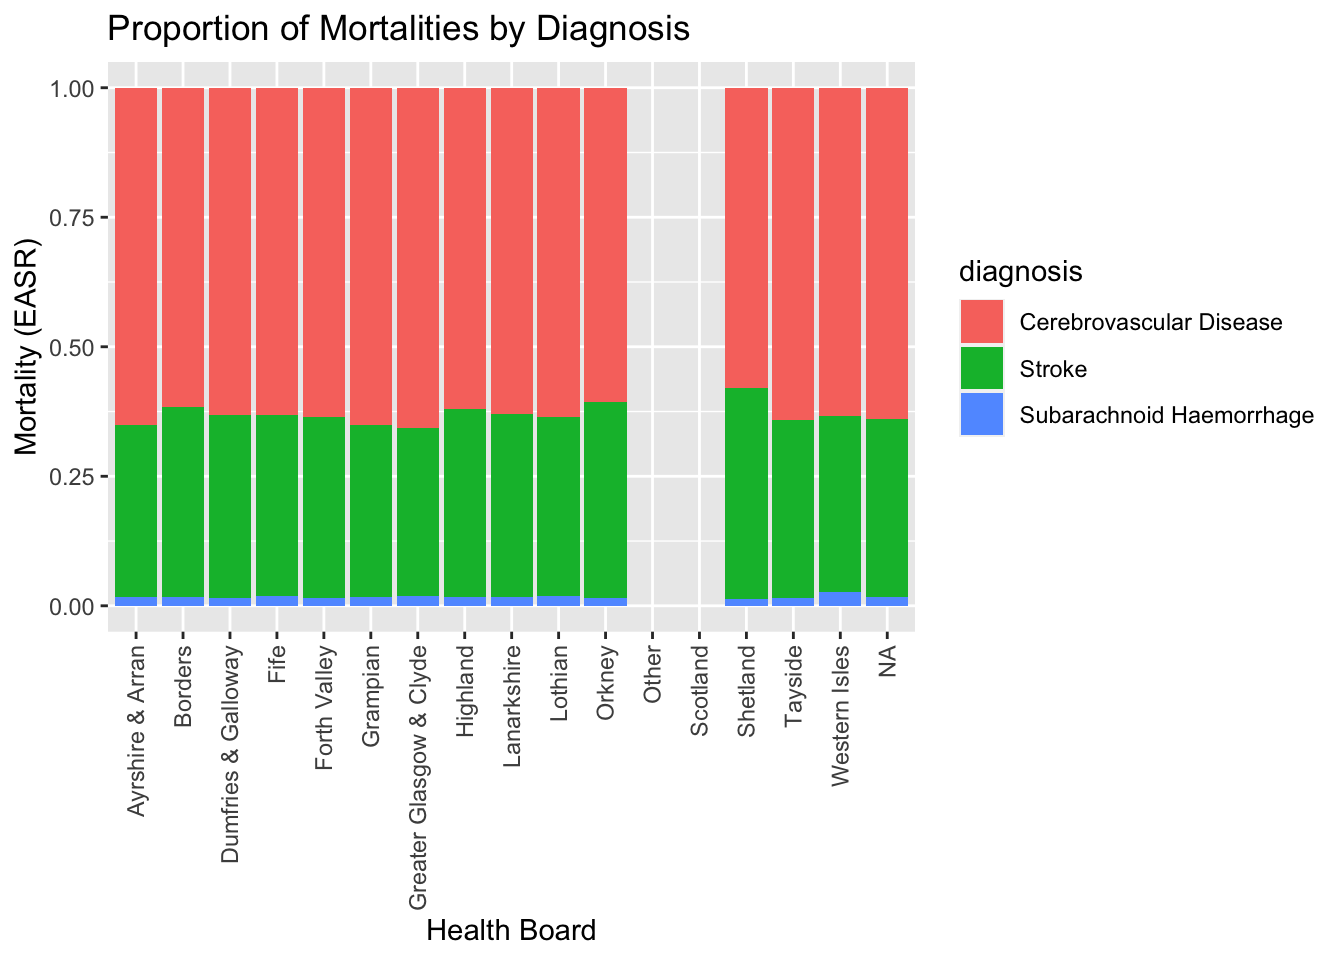 Proportion of Mortalities by Diagnosis
Mortality (EASR)
1.00
0.75
0.50
0.25
0.00
Ayrshire & Arran
Borders
Dumfries & Galloway
Fife
Forth Valley
Grampian
Greater Glasgow & Clyde
Highland
Lanarkshire
Lothian
Orkney
Other
Scotland
Shetland
Tayside
Western Isles
NA
Health Board
diagnosis
Cerebrovascular Disease
Stroke
Subarachnoid Haemorrhage